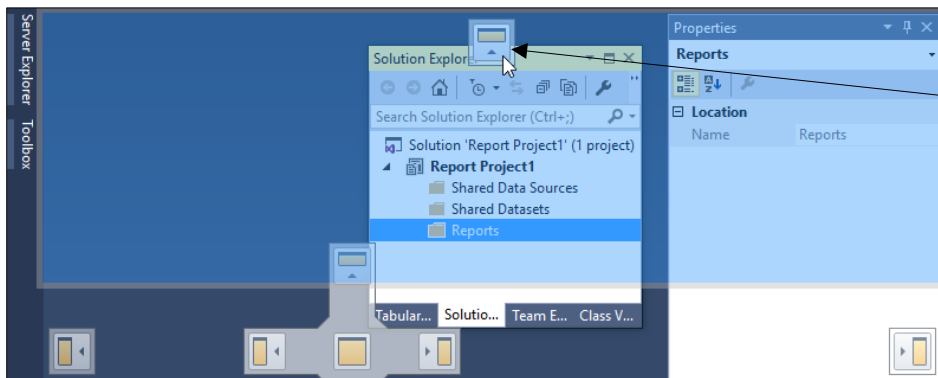 Server Explorer
Toolbox
Solution Explor
Search Solution Explorer (Ctrl+;)
Solution 'Report Project1' (1 project)
Report Project1
Shared Data Sources
Shared Datasets
Reports
Tabular... Solutio... Team E... Class V...
Properties
Reports
Location
Name Reports